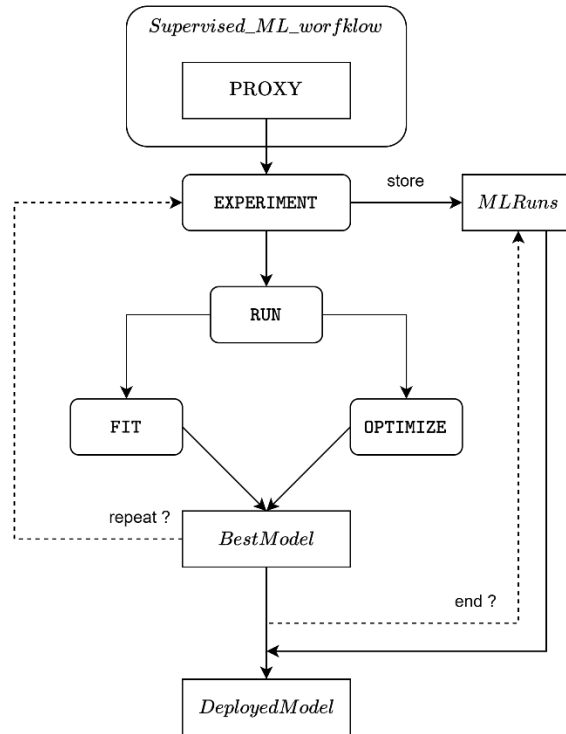 Supervised_ML_worfklow
PROXY
store
EXPERIMENT
MLRuns
RUN
FIT
OPTIMIZE
repeat ?
BestModel
end ?
DeployedModel